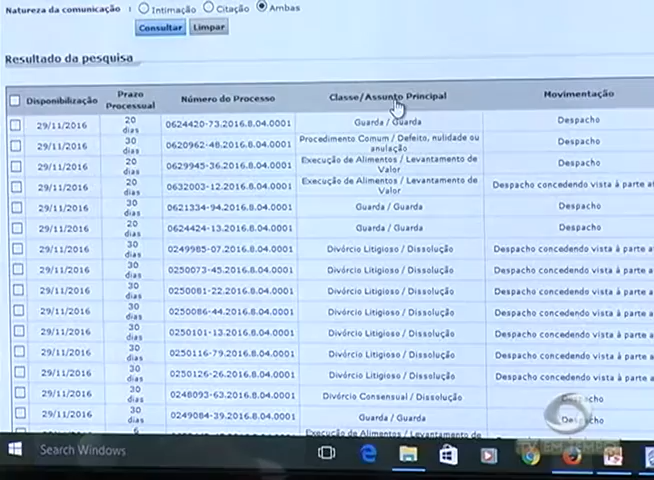 Natureza da comunicação : Intimação Citação Ambas
Consultar Limpar
Resultado da pesquisa
Disponibilização Prazo Processual Número do Processo Classe/Assunto Principal Movimentação
29/11/2016 20 dias 0624420-73.2016.8.04.0001 Guarda / Guarda Despacho
29/11/2016 30 dias 0620962-48.2016.8.04.0001 Procedimento Comum / Defeito, nulidade ou anulação Despacho
29/11/2016 20 dias 0629945-36.2016.8.04.0001 Execução de Alimentos / Levantamento de Valor Despacho
29/11/2016 20 dias 0632003-12.2016.8.04.0001 Execução de Alimentos / Levantamento de Valor Despacho concedendo vista à parte a
29/11/2016 30 dias 0621334-94.2016.8.04.0001 Guarda / Guarda Despacho
29/11/2016 20 dias 0624424-13.2016.8.04.0001 Guarda / Guarda Despacho
29/11/2016 30 dias 0249985-07.2016.8.04.0001 Divórcio Litigioso / Dissolução Despacho concedendo vista à parte a
29/11/2016 30 dias 0250073-45.2016.8.04.0001 Divórcio Litigioso / Dissolução Despacho concedendo vista à parte a
29/11/2016 30 dias 0250081-22.2016.8.04.0001 Divórcio Litigioso / Dissolução Despacho concedendo vista à parte a
29/11/2016 30 dias 0250086-44.2016.8.04.0001 Divórcio Litigioso / Dissolução Despacho concedendo vista à parte a
29/11/2016 30 dias 0250101-13.2016.8.04.0001 Divórcio Litigioso / Dissolução Despacho concedendo vista à parte a
29/11/2016 30 dias 0250116-79.2016.8.04.0001 Divórcio Litigioso / Dissolução Despacho concedendo vista à parte a
29/11/2016 30 dias 0250126-26.2016.8.04.0001 Divórcio Litigioso / Dissolução Despacho concedendo vista à parte a
29/11/2016 30 dias 0248093-63.2016.8.04.0001 Divórcio Consensual / Dissolução Despacho
29/11/2016 30 dias 0249084-39.2016.8.04.0001 Guarda / Guarda Despacho
Execução de Alimentos / Levantamento de
Search Windows